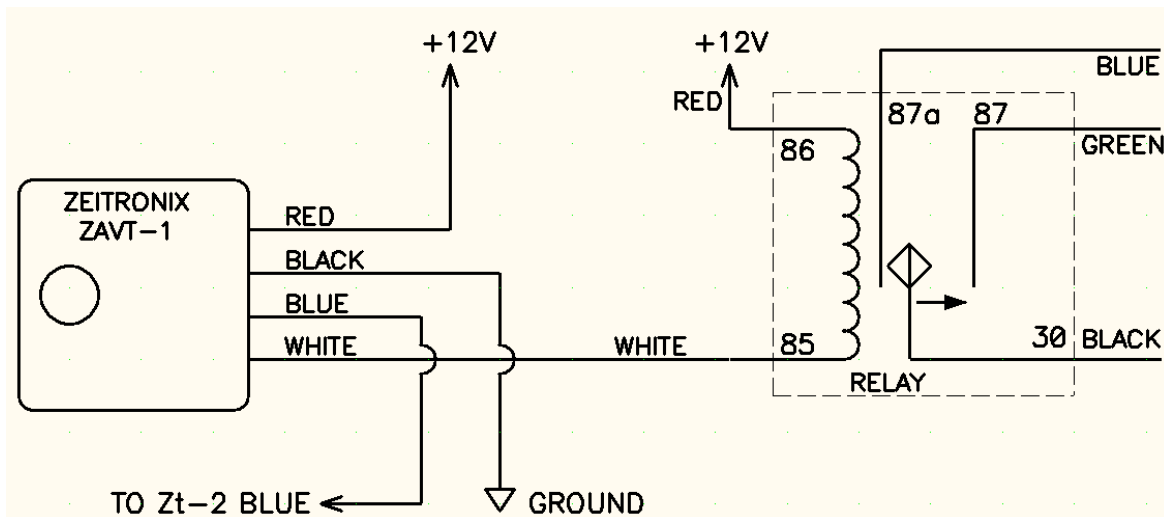 +12V
+12V
BLUE
RED
87a
87
86
GREEN
ZEITRONIX
ZAVT-1
RED
BLACK
BLUE
WHITE
WHITE
85
30
BLACK
RELAY
TO Zt-2 BLUE
GROUND